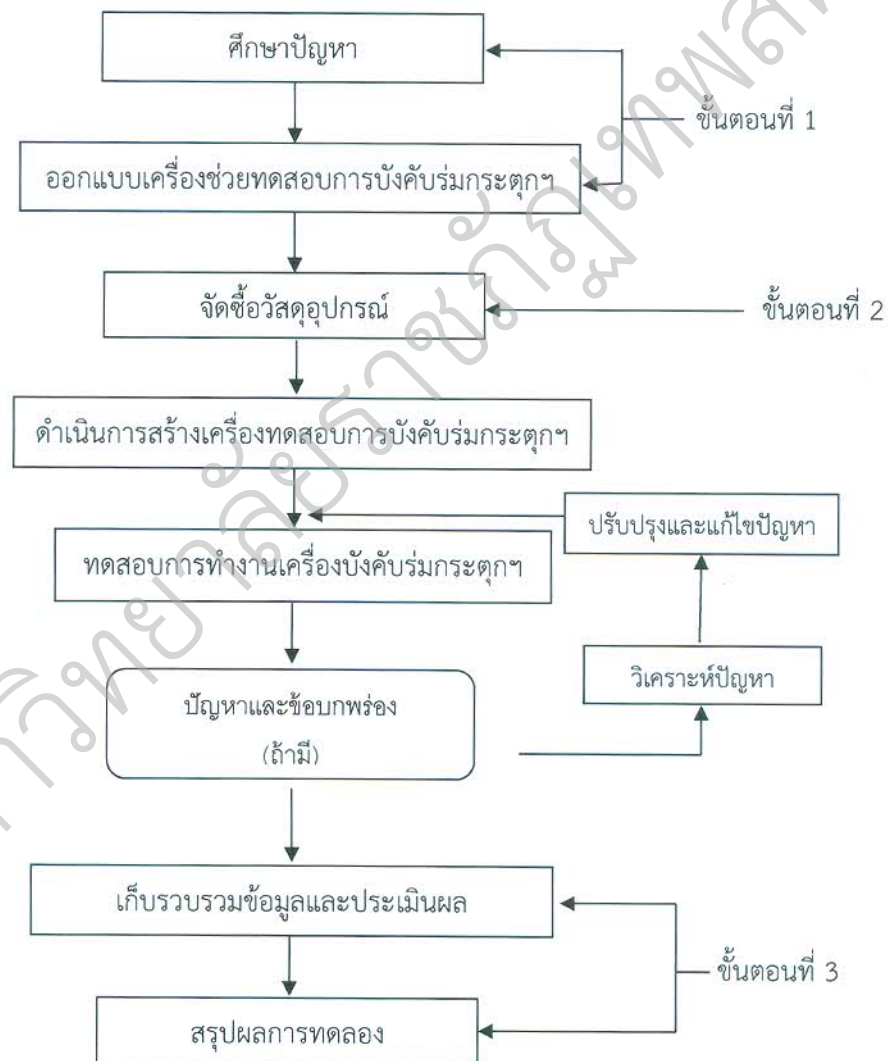 ศึกษาปัญหา
ขั้นตอนที่ 1
ออกแบบเครื่องช่วยทดสอบการบังคับร่มกระตุกฯ
จัดซื้อวัสดุอุปกรณ์
ขั้นตอนที่ 2
ดำเนินการสร้างเครื่องทดสอบการบังคับร่มกระตุกฯ
ปรับปรุงและแก้ไขปัญหา
ทดสอบการทำงานเครื่องบังคับร่มกระตุกฯ
วิเคราะห์ปัญหา
ปัญหาและข้อบกพร่อง
(ถ้ามี)
เก็บรวบรวมข้อมูลและประเมินผล
ขั้นตอนที่ 3
สรุปผลการทดลอง